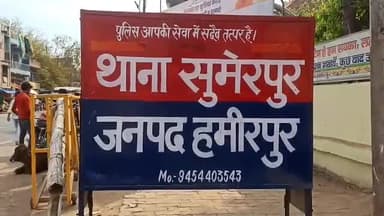 पुलिस आपकी सेवा में सदैव तत्पर है।
थाना सुमेरपुर
जनपद हमीरपुर
Mo.- 9454403543